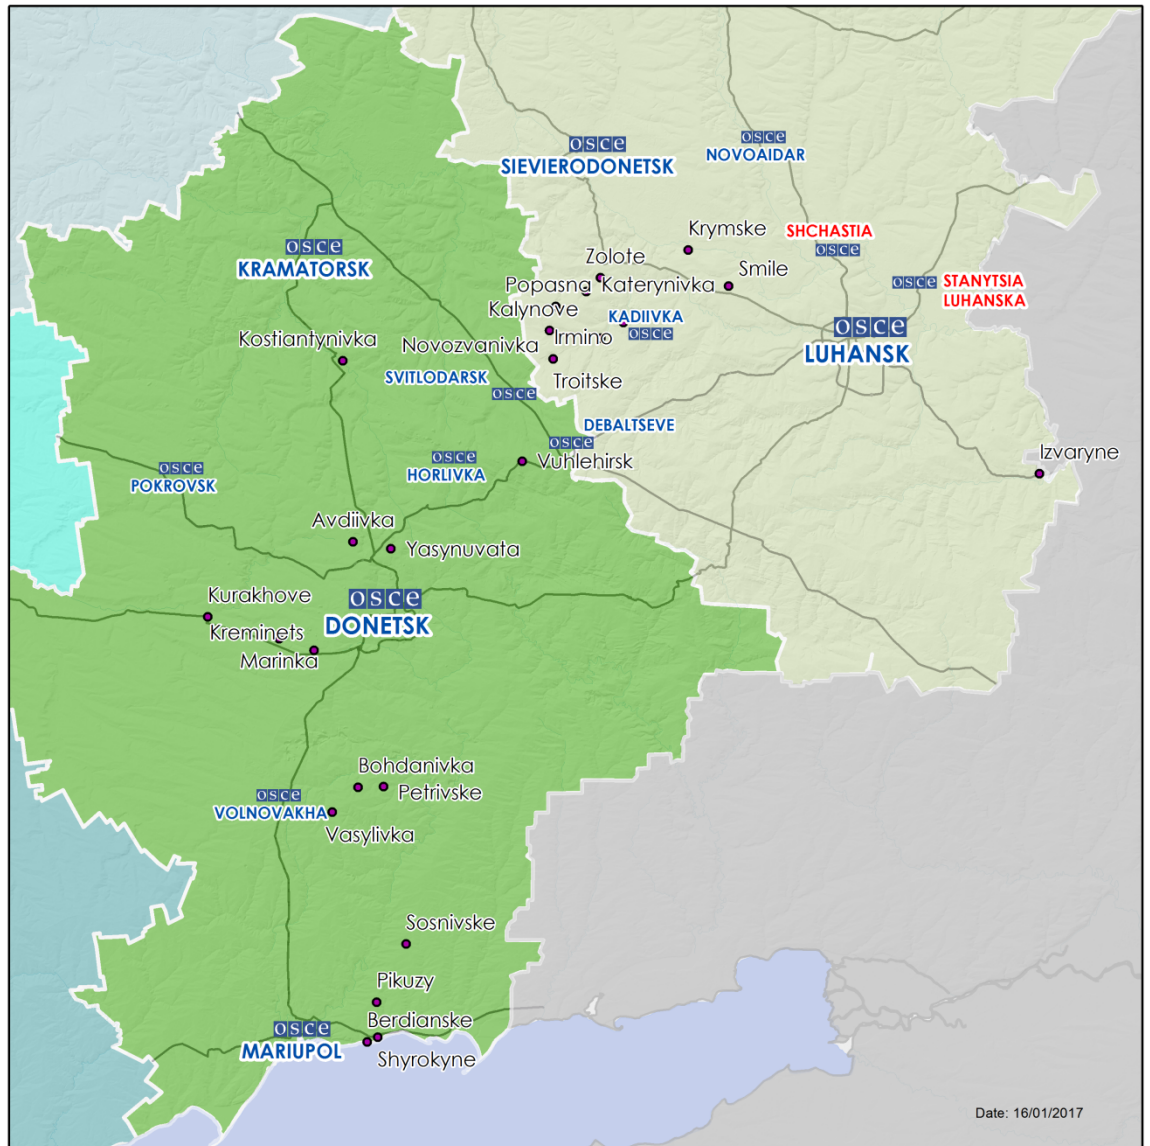 osce
SIEVIERODONETSK
osce
NOVOAIDAR
osce
KRAMATORSK
Krymske
SHCHASTIA
osce
Zolote
Smile
Popasna
Katerynivka
osce
STANYTSIA
LUHANSKA
Kalynove
KADIIVKA
osce
osce
LUHANSK
Kostiantynivka
Novozvanivka
Irmino
SVITLODARSK
osce
Troitske
DEBALTSEVE
osce
osce
HORLIVKA
Vuhlehirsk
Izvaryne
osce
POKROVSK
Avdiivka
Yasynuvata
Kurakhove
osce
DONETSK
Kreminets
Marinka
Bohdanivka
Petrivske
osce
VOLNOVAKHA
Vasylivka
Sosnivske
Pikuzy
Berdianske
osce
MARIUPOL
Shyrokyne
Date: 16/01/2017